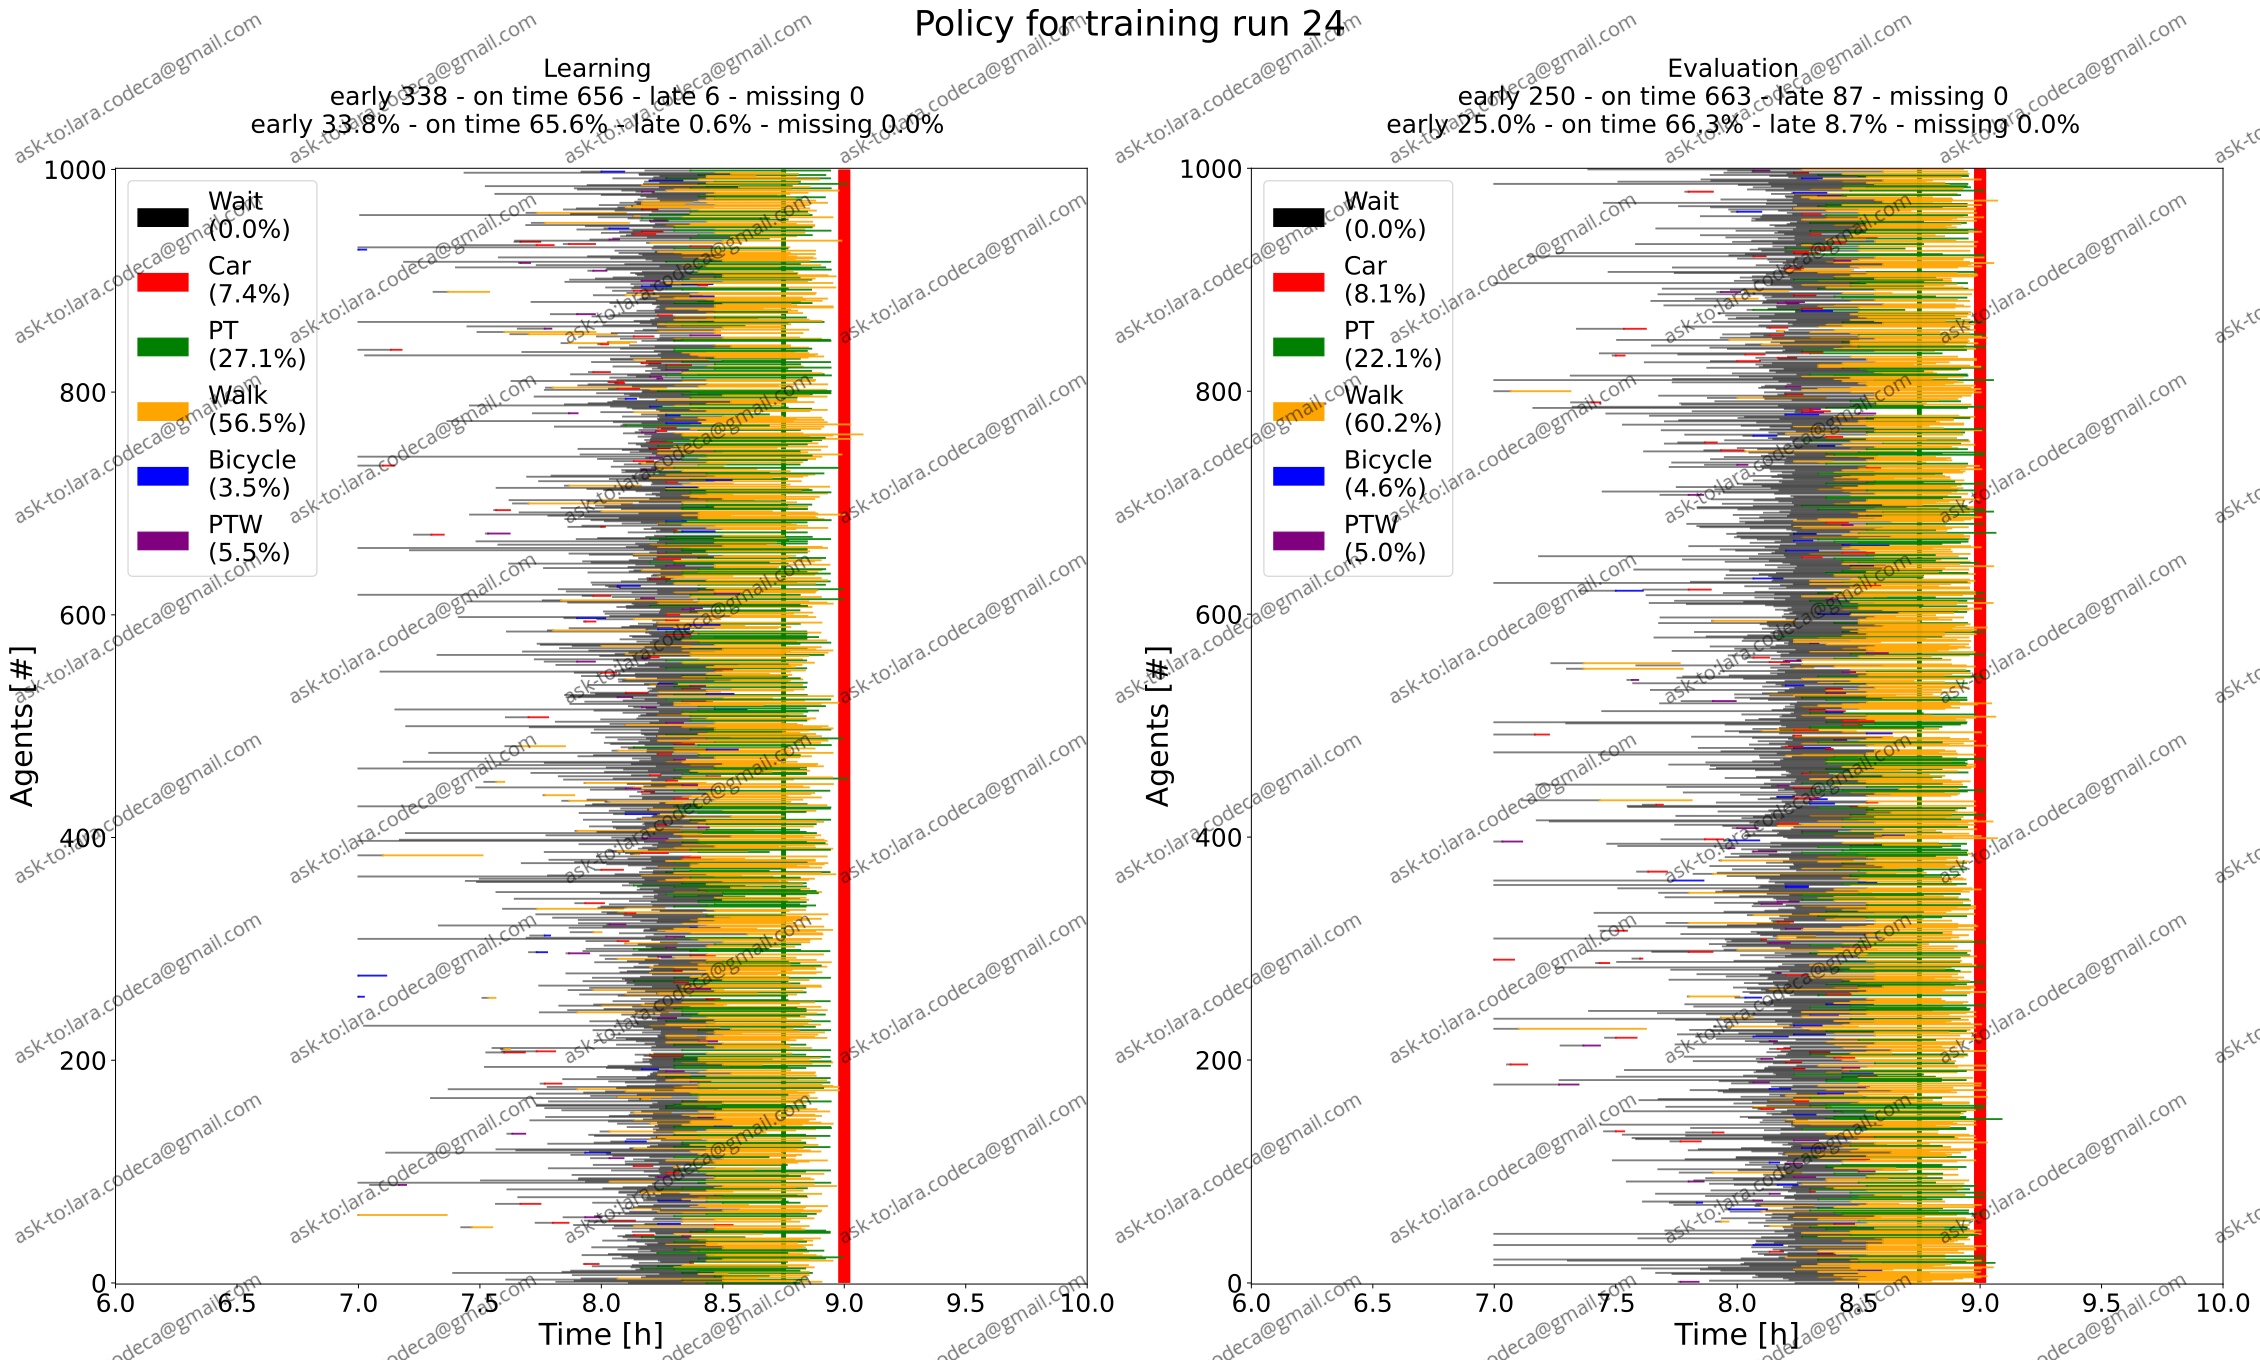 Policy for training run 24
Learning
early 338 - on time 656 - late 6 - missing 0
early 33.8% - on time 65.6% - late 0.6% - missing 0.0%
Evaluation
early 250 - on time 663 - late 87 - missing 0
early 25.0% - on time 66.3% - late 8.7% - missing 0.0%
Agents [#]
1000
800
600
400
200
0
Wait
(0.0%)
Car
(7.4%)
PT
(27.1%)
Walk
(56.5%)
Bicycle
(3.5%)
PTW
(5.5%)
6.0 6.5 7.0 7.5 8.0 8.5 9.0 9.5 10.0
Time [h]
Agents [#]
1000
800
600
400
200
0
Wait
(0.0%)
Car
(8.1%)
PT
(22.1%)
Walk
(60.2%)
Bicycle
(4.6%)
PTW
(5.0%)
6.0 6.5 7.0 7.5 8.0 8.5 9.0 9.5 10.0
Time [h]
ask-to:lara.codeca@gmail.com